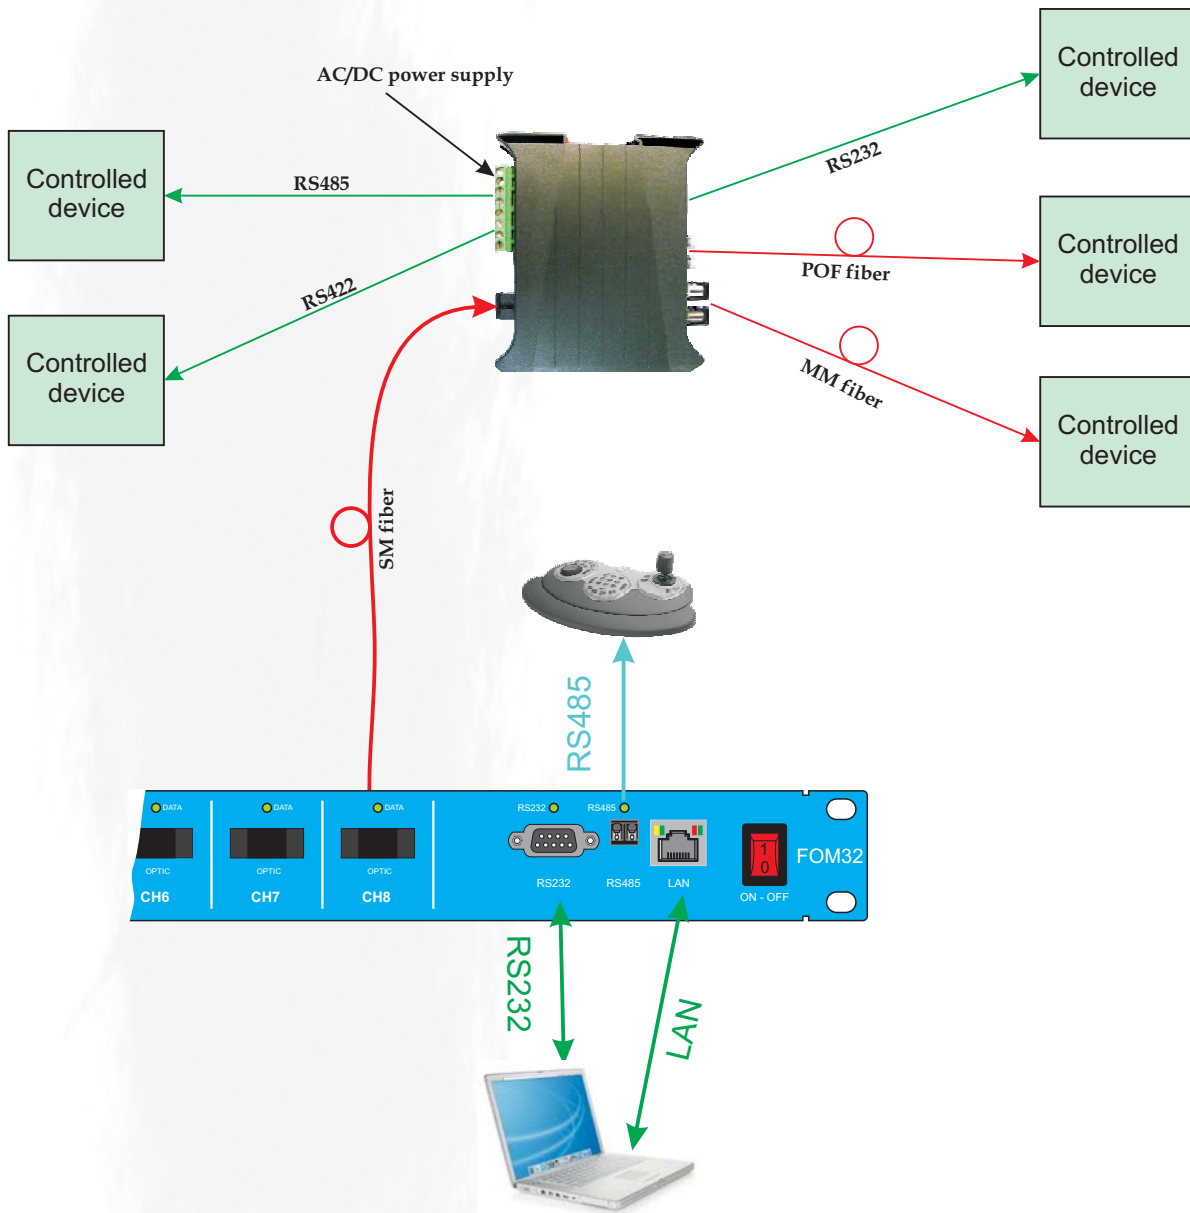 AC/DC power supply
Controlled
device
RS232
Controlled
device
RS485
Controlled
device
POF fiber
RS422
Controlled
device
MM fiber
Controlled
device
SM fiber
RS485
DATA
DATA
DATA
RS232
RS485
1
0
FOM32
OPTIC
OPTIC
OPTIC
RS232
RS485
LAN
CH6
CH7
CH8
ON - OFF
RS232
LAN